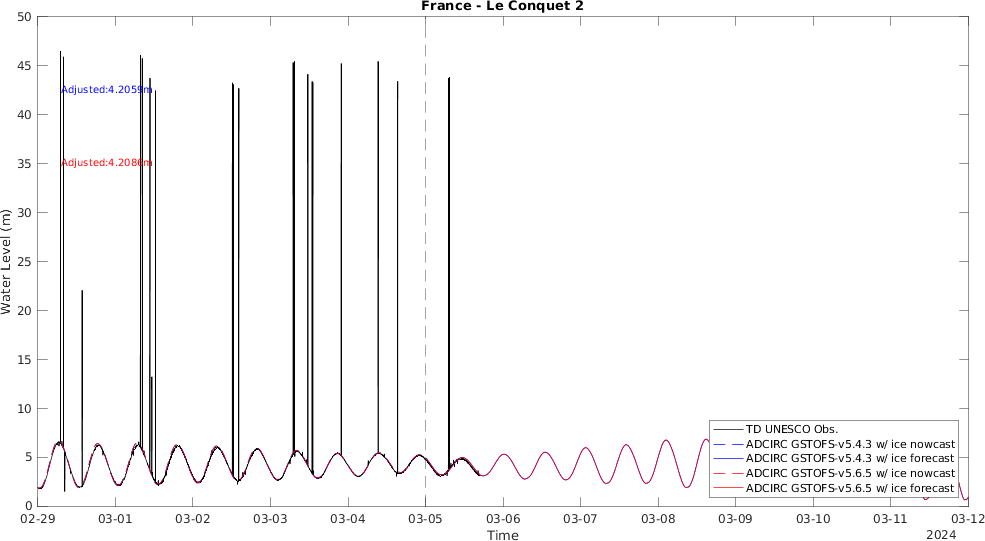 France - Le Conquet 2
50
45
40
35
30
25
20
15
10
5
0
Water Level (m)
Adjusted:4.2059m
Adjusted:4.2086m
TD UNESCO Obs.
ADCIRC GSTOFS-v5.4.3 w/ ice nowcast
ADCIRC GSTOFS-v5.4.3 w/ ice forecast
ADCIRC GSTOFS-v5.6.5 w/ ice nowcast
ADCIRC GSTOFS-v5.6.5 w/ ice forecast
02-29 03-01 03-02 03-03 03-04 03-05 03-06 03-07 03-08 03-09 03-10 03-11 03-12
Time
2024